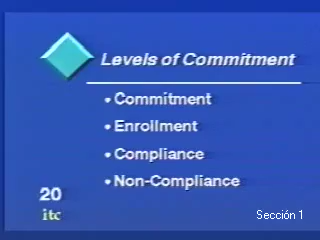 Levels of Commitment
• Commitment
• Enrollment
• Compliance
• Non-Compliance
20
itc
Sección 1